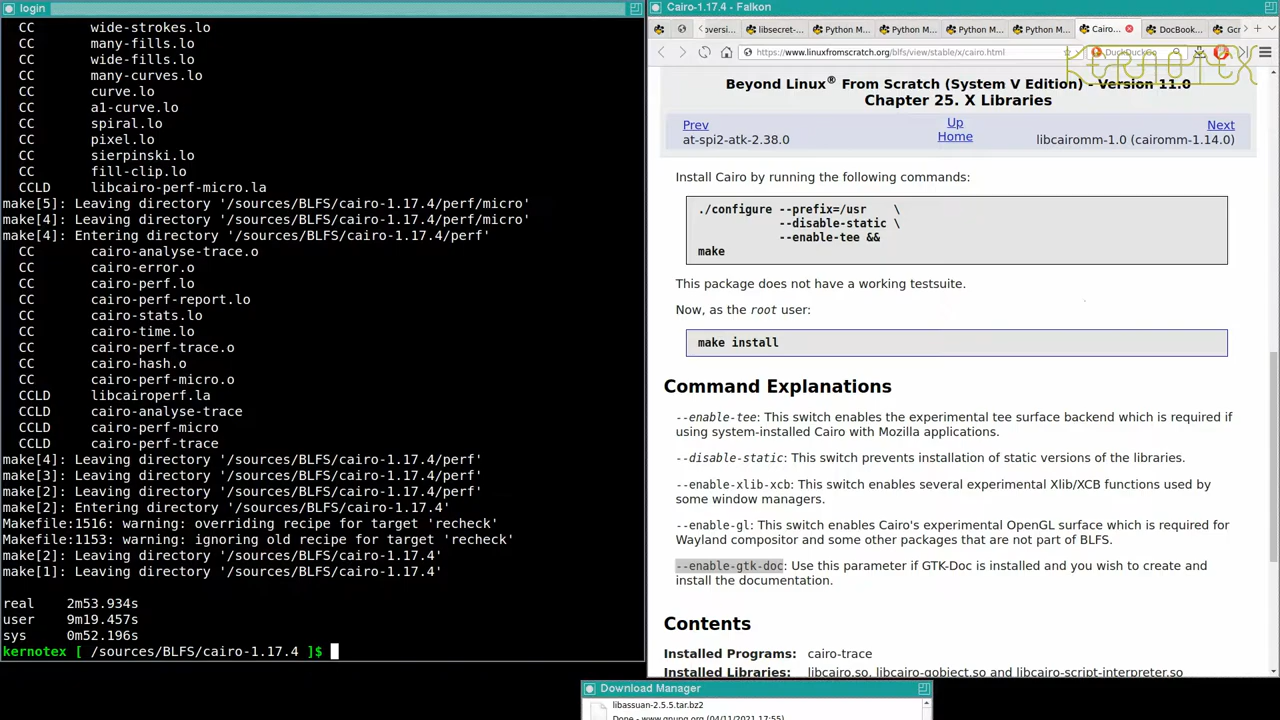 login
CC wide-strokes.lo
CC many-fills.lo
CC wide-fills.lo
CC many-curves.lo
CC curve.lo
CC a1-curve.lo
CC spiral.lo
CC pixel.lo
CC sierpinski.lo
CC fill-clip.lo
CCLD libcairo-perf-micro.la
make[5]: Leaving directory '/sources/BLFS/cairo-1.17.4/perf/micro'
make[4]: Leaving directory '/sources/BLFS/cairo-1.17.4/perf/micro'
make[4]: Entering directory '/sources/BLFS/cairo-1.17.4/perf'
CC cairo-analyse-trace.o
CC cairo-error.o
CC cairo-perf.lo
CC cairo-perf-report.lo
CC cairo-stats.lo
CC cairo-time.lo
CC cairo-perf-trace.o
CC cairo-hash.o
CC cairo-perf-micro.o
CCLD libcairoperf.la
CCLD cairo-analyse-trace
CCLD cairo-perf-micro
CCLD cairo-perf-trace
make[4]: Leaving directory '/sources/BLFS/cairo-1.17.4/perf'
make[3]: Leaving directory '/sources/BLFS/cairo-1.17.4/perf'
make[2]: Leaving directory '/sources/BLFS/cairo-1.17.4/perf'
make[2]: Entering directory '/sources/BLFS/cairo-1.17.4'
Makefile:1516: warning: overriding recipe for target 'recheck'
Makefile:1153: warning: ignoring old recipe for target 'recheck'
make[2]: Leaving directory '/sources/BLFS/cairo-1.17.4'
make[1]: Leaving directory '/sources/BLFS/cairo-1.17.4'
real 2m53.934s
user 9m19.457s
sys 0m52.196s
kernotex [ /sources/BLFS/cairo-1.17.4 ]$
Cairo-1.17.4 - Falkon
oversi... libsecret-... Python M... Python M... Python M... Cairo... DocBook... Gcr
https://www.linuxfromscratch.org/blfs/view/stable/x/cairo.html DuckDuckGo
KERNOTEX
Beyond Linux® From Scratch (System V Edition) - Version 11.0
Chapter 25. X Libraries
Prev Up Next
at-spi2-atk-2.38.0 Home libcairomm-1.0 (cairomm-1.14.0)
Install Cairo by running the following commands:
./configure --prefix=/usr \
--disable-static \
--enable-tee &&
make
This package does not have a working testsuite.
Now, as the root user:
make install
Command Explanations
--enable-tee: This switch enables the experimental tee surface backend which is required if
using system-installed Cairo with Mozilla applications.
--disable-static: This switch prevents installation of static versions of the libraries.
--enable-xlib-xcb: This switch enables several experimental Xlib/XCB functions used by
some window managers.
--enable-gl: This switch enables Cairo's experimental OpenGL surface which is required for
Wayland compositor and some other packages that are not part of BLFS.
--enable-gtk-doc: Use this parameter if GTK-Doc is installed and you wish to create and
install the documentation.
Contents
Installed Programs: cairo-trace
Installed Libraries: libcairo.so, libcairo-gobject.so and libcairo-script-interpreter.so
Download Manager
libassuan-2.5.5.tar.bz2
Done - www.gnupg.org (04/11/2021 17:55)